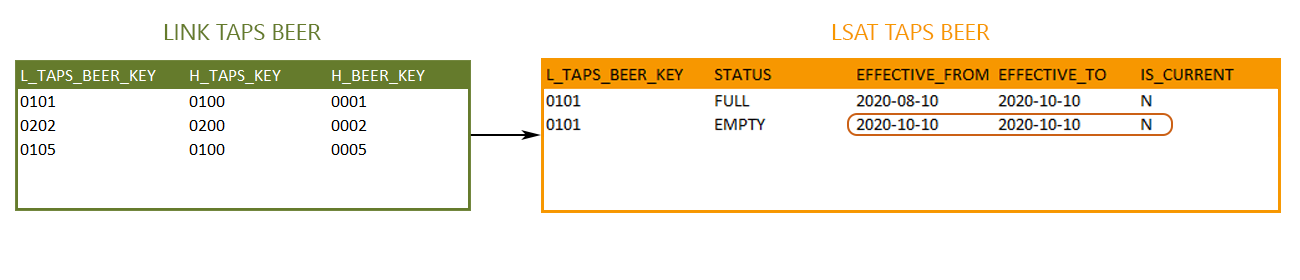 LINK TAPS BEER
L_TAPS_BEER_KEY H_TAPS_KEY H_BEER_KEY
0101 0100 0001
0202 0200 0002
0105 0100 0005
LSAT TAPS BEER
L_TAPS_BEER_KEY STATUS EFFECTIVE_FROM EFFECTIVE_TO IS_CURRENT
0101 FULL 2020-08-10 2020-10-10 N
0101 EMPTY 2020-10-10 2020-10-10 N